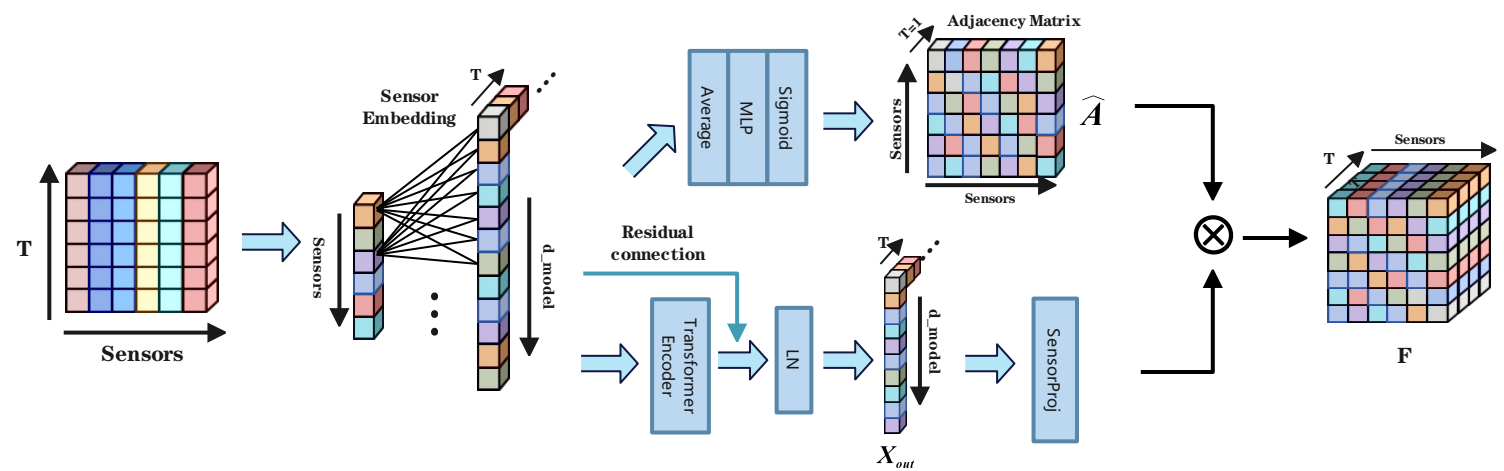 T
Sensors
Sensor
Embedding
T
Sensors
d_model
Average
MLP
Sigmoid
T=1
Adjacency Matrix
Sensors
Sensors
Â
Residual
connection
Transformer
Encoder
LN
T
d_model
X_out
SensorProj
Sensors
T
F